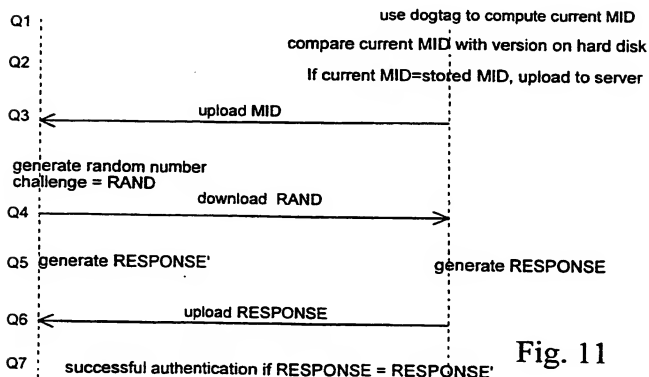 Q1 use dogtag to compute current MID
compare current MID with version on hard disk
Q2
If current MID=stored MID, upload to server
Q3 upload MID
generate random number
challenge = RAND
download RAND
Q4
Q5 generate RESPONSE' generate RESPONSE
upload RESPONSE
Q6
Q7 successful authentication if RESPONSE = RESPONSE'
Fig. 11